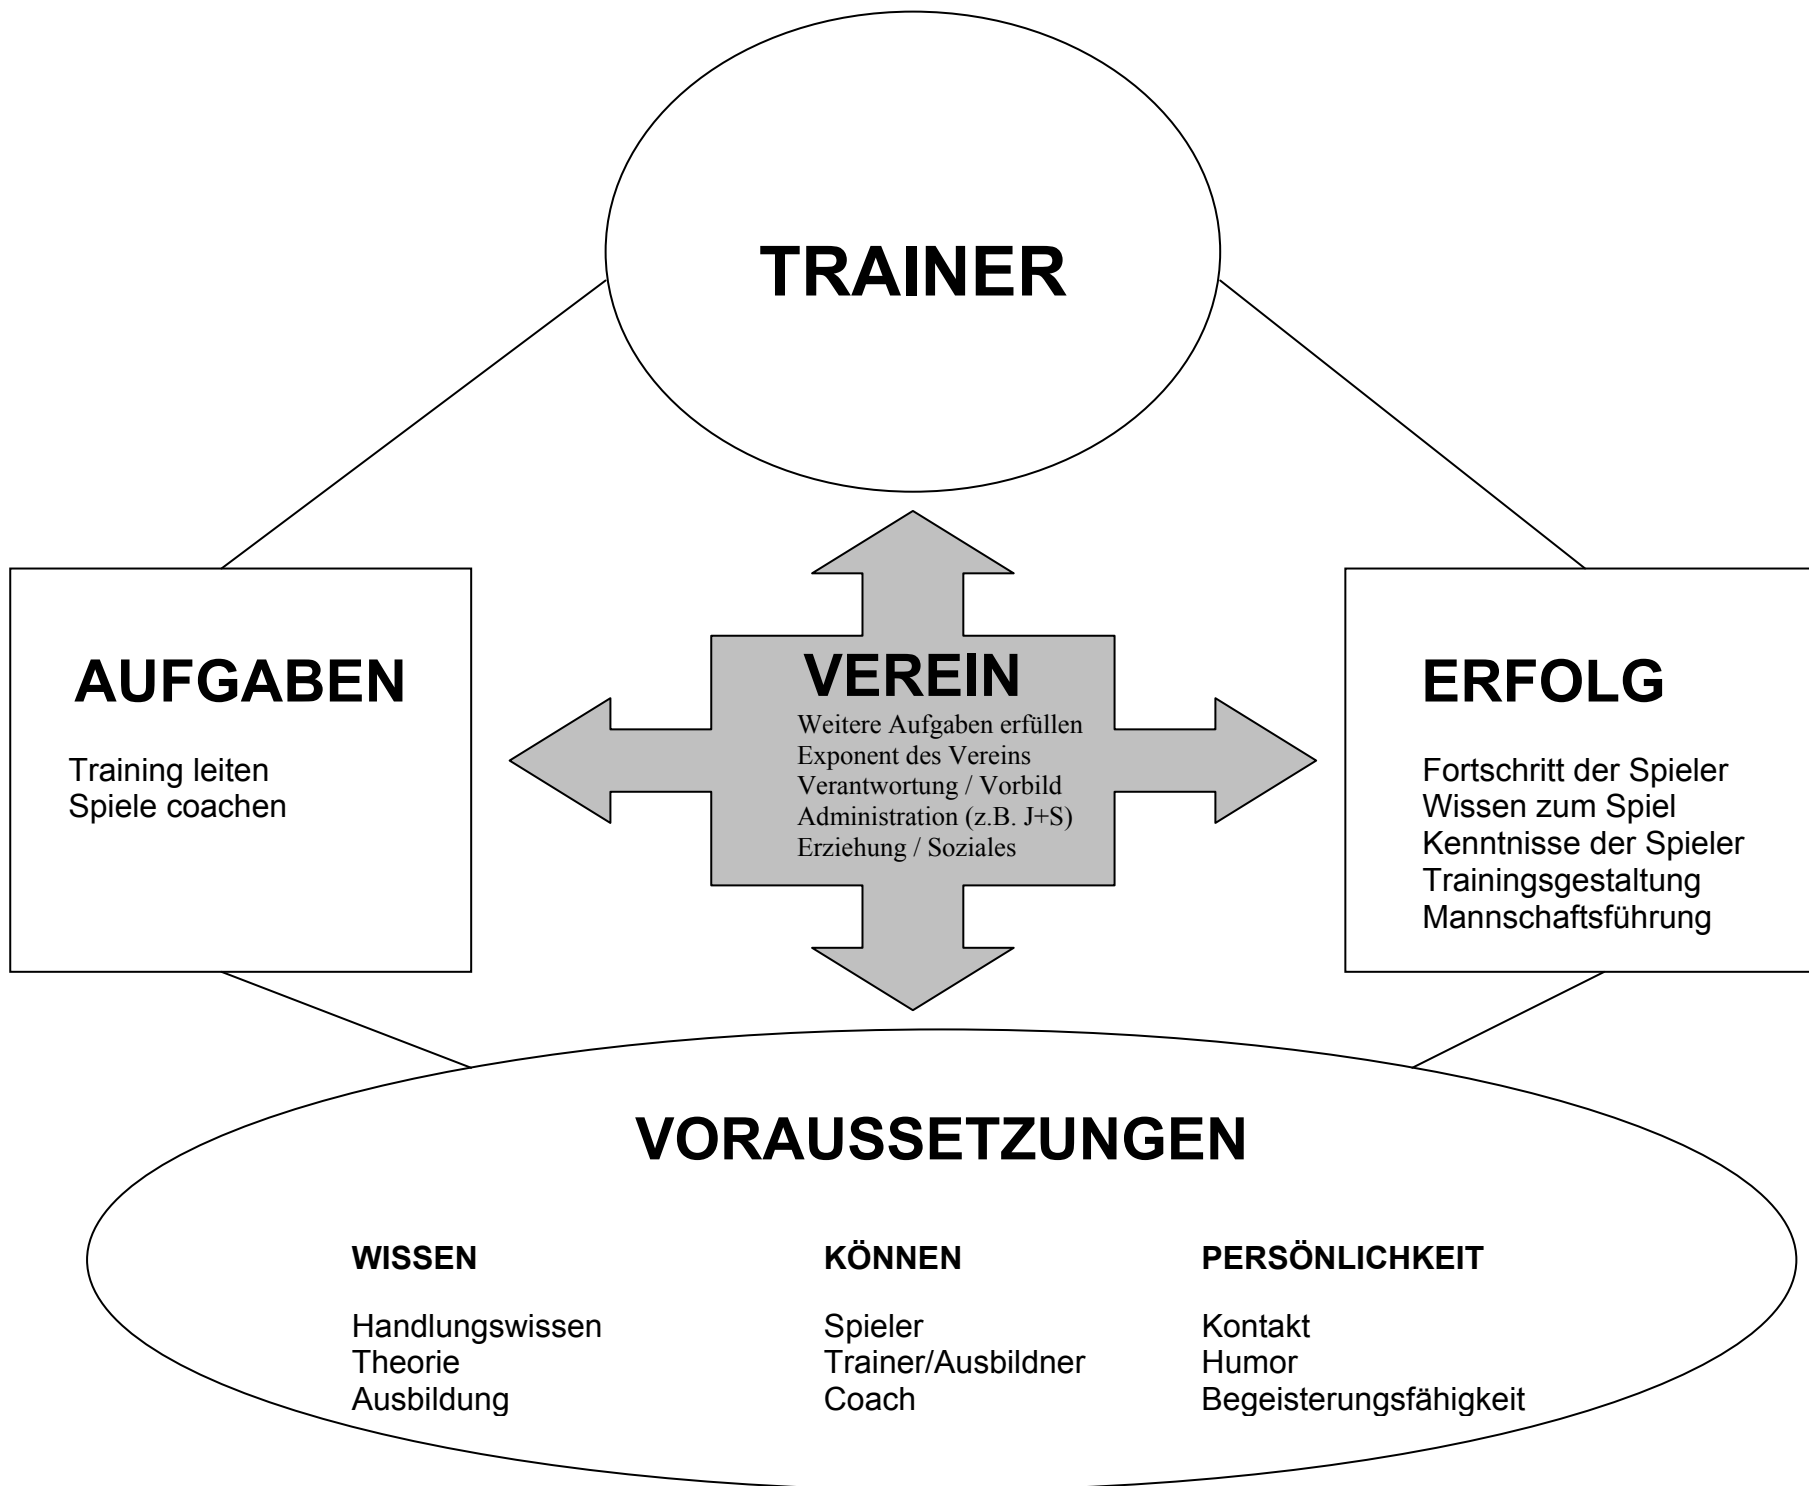 TRAINER
AUFGABEN
Training leiten
Spiele coachen
VEREIN
Weitere Aufgaben erfüllen
Exponent des Vereins
Verantwortung / Vorbild
Administration (z.B. J+S)
Erziehung / Soziales
ERFOLG
Fortschritt der Spieler
Wissen zum Spiel
Kenntnisse der Spieler
Trainingsgestaltung
Mannschaftsführung
VORAUSSETZUNGEN
WISSEN
Handlungswissen
Theorie
Ausbildung
KÖNNEN
Spieler
Trainer/Ausbildner
Coach
PERSÖNLICHKEIT
Kontakt
Humor
Begeisterungsfähigkeit